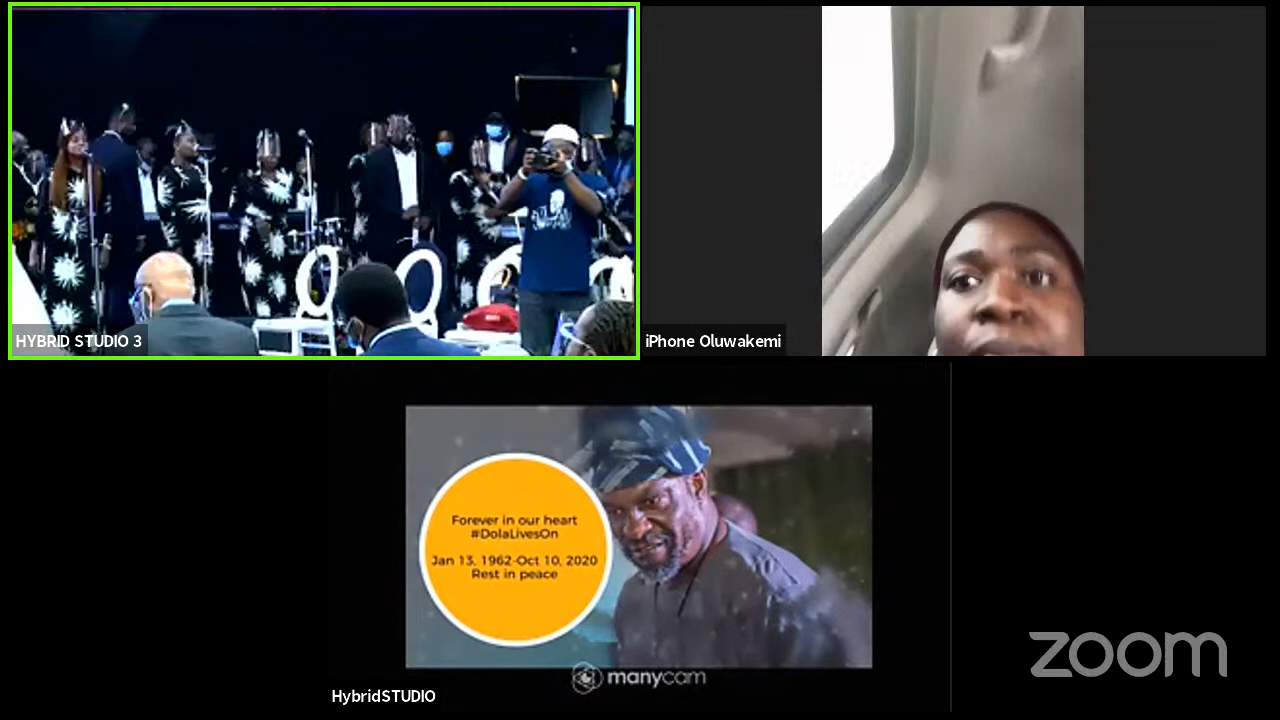 HYBRID STUDIO 3
iPhone Oluwakemi
Forever in our heart
#DolaLivesOn
Jan 13, 1962-Oct 10, 2020
Rest in peace
manycam
HybridSTUDIO
zoom